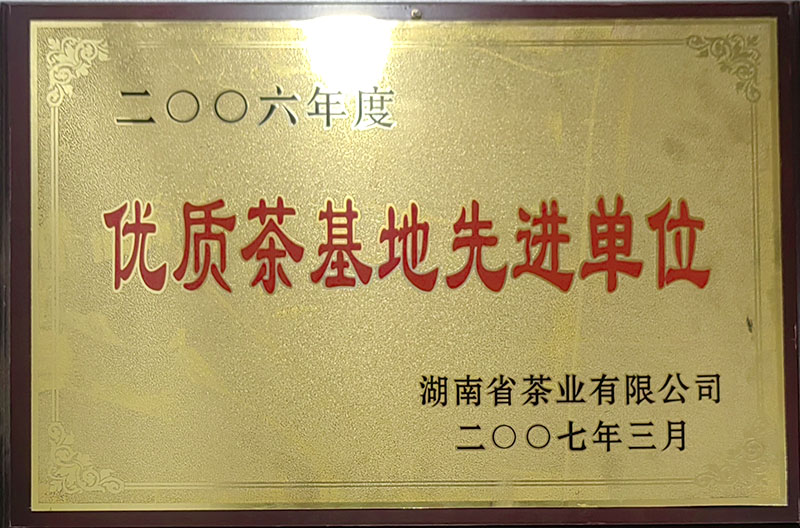 二〇〇六年度
优质茶基地先进单位
湖南省茶业有限公司
二〇〇七年三月